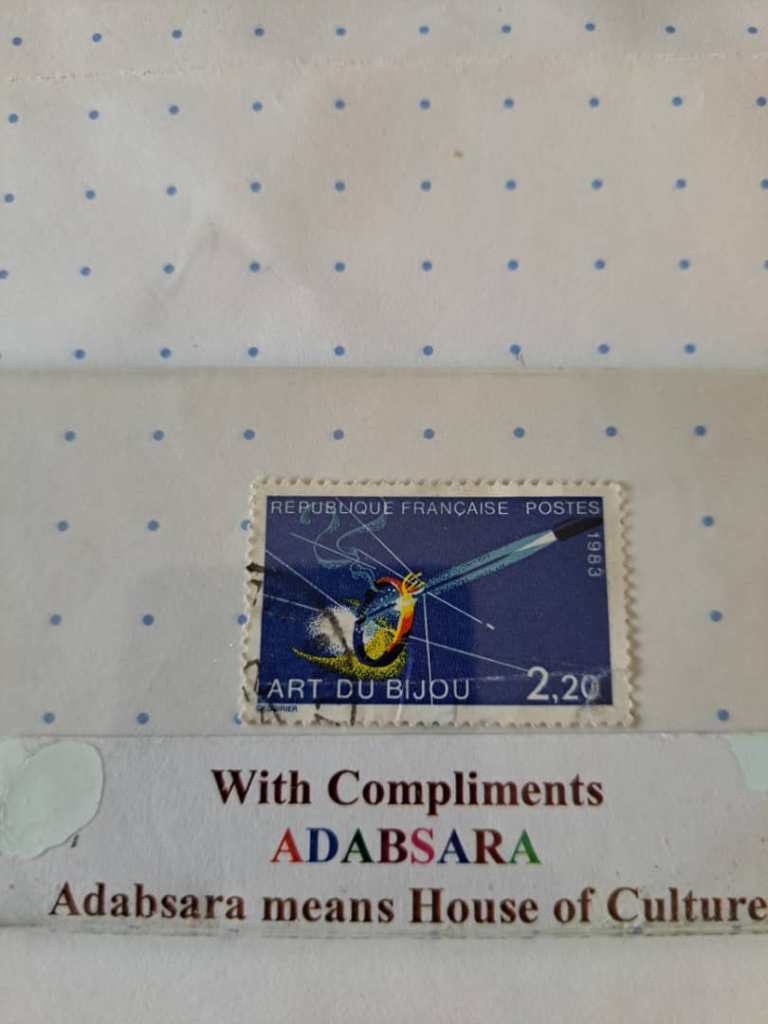 REPUBLIQUE FRANÇAISE POSTES
1983
ART DU BIJOU 2,20
With Compliments
ADABSARA
Adabsara means House of Culture